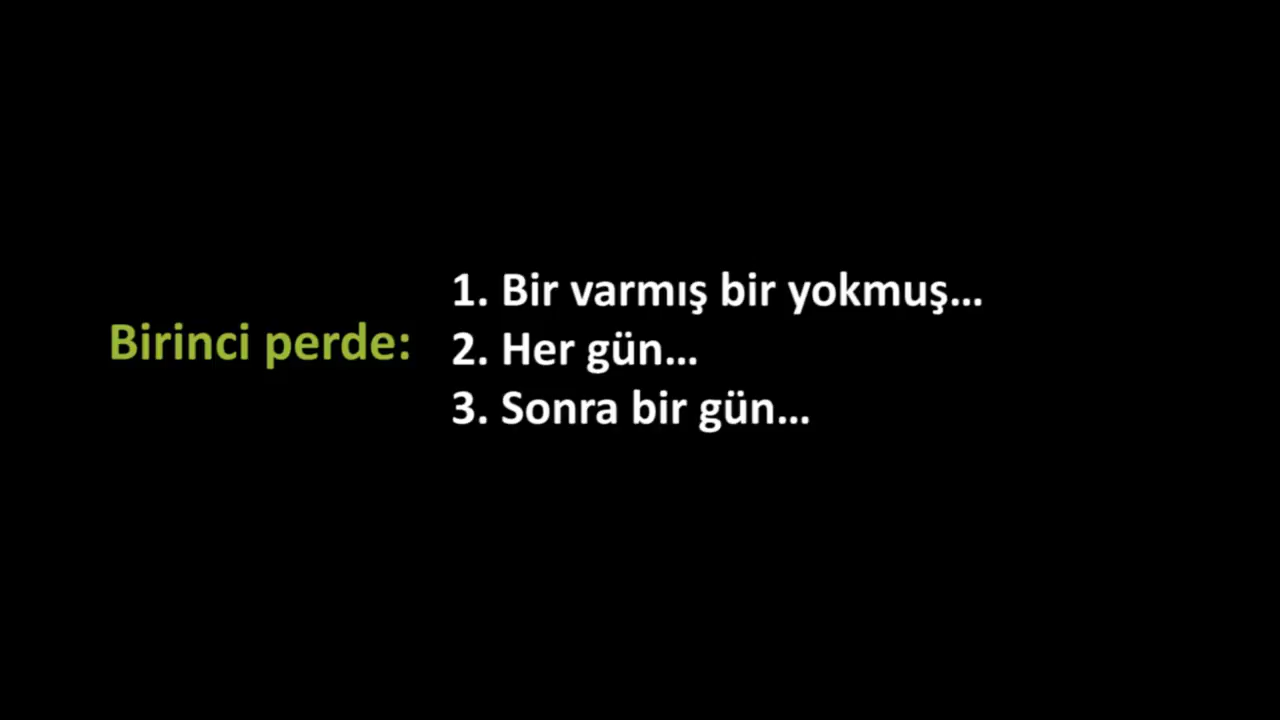 Birinci perde:
1. Bir varmış bir yokmuş...
2. Her gün...
3. Sonra bir gün...